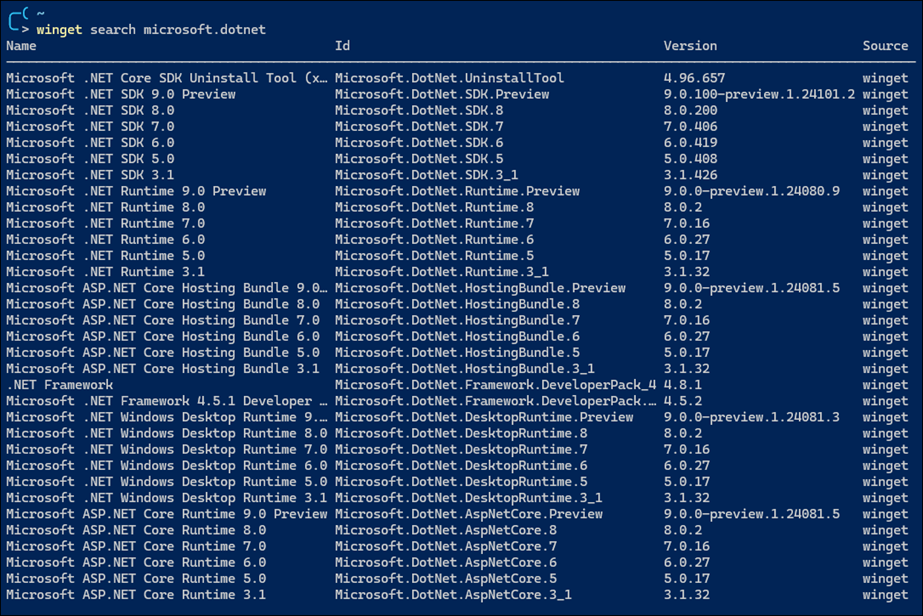 ~
> winget search microsoft.dotnet
Name Id Version Source
Microsoft .NET Core SDK Uninstall Tool (x… Microsoft.DotNet.UninstallTool 4.96.657 winget
Microsoft .NET SDK 9.0 Preview Microsoft.DotNet.SDK.Preview 9.0.100-preview.1.24101.2 winget
Microsoft .NET SDK 8.0 Microsoft.DotNet.SDK.8 8.0.200 winget
Microsoft .NET SDK 7.0 Microsoft.DotNet.SDK.7 7.0.406 winget
Microsoft .NET SDK 6.0 Microsoft.DotNet.SDK.6 6.0.419 winget
Microsoft .NET SDK 5.0 Microsoft.DotNet.SDK.5 5.0.408 winget
Microsoft .NET SDK 3.1 Microsoft.DotNet.SDK.3_1 3.1.426 winget
Microsoft .NET Runtime 9.0 Preview Microsoft.DotNet.Runtime.Preview 9.0.0-preview.1.24080.9 winget
Microsoft .NET Runtime 8.0 Microsoft.DotNet.Runtime.8 8.0.2 winget
Microsoft .NET Runtime 7.0 Microsoft.DotNet.Runtime.7 7.0.16 winget
Microsoft .NET Runtime 6.0 Microsoft.DotNet.Runtime.6 6.0.27 winget
Microsoft .NET Runtime 5.0 Microsoft.DotNet.Runtime.5 5.0.17 winget
Microsoft .NET Runtime 3.1 Microsoft.DotNet.Runtime.3_1 3.1.32 winget
Microsoft ASP.NET Core Hosting Bundle 9.0… Microsoft.DotNet.HostingBundle.Preview 9.0.0-preview.1.24081.5 winget
Microsoft ASP.NET Core Hosting Bundle 8.0 Microsoft.DotNet.HostingBundle.8 8.0.2 winget
Microsoft ASP.NET Core Hosting Bundle 7.0 Microsoft.DotNet.HostingBundle.7 7.0.16 winget
Microsoft ASP.NET Core Hosting Bundle 6.0 Microsoft.DotNet.HostingBundle.6 6.0.27 winget
Microsoft ASP.NET Core Hosting Bundle 5.0 Microsoft.DotNet.HostingBundle.5 5.0.17 winget
Microsoft ASP.NET Core Hosting Bundle 3.1 Microsoft.DotNet.HostingBundle.3_1 3.1.32 winget
.NET Framework Microsoft.DotNet.Framework.DeveloperPack_4 4.8.1 winget
Microsoft .NET Framework 4.5.1 Developer … Microsoft.DotNet.Framework.DeveloperPack.… 4.5.2 winget
Microsoft .NET Windows Desktop Runtime 9.… Microsoft.DotNet.DesktopRuntime.Preview 9.0.0-preview.1.24081.3 winget
Microsoft .NET Windows Desktop Runtime 8.0 Microsoft.DotNet.DesktopRuntime.8 8.0.2 winget
Microsoft .NET Windows Desktop Runtime 7.0 Microsoft.DotNet.DesktopRuntime.7 7.0.16 winget
Microsoft .NET Windows Desktop Runtime 6.0 Microsoft.DotNet.DesktopRuntime.6 6.0.27 winget
Microsoft .NET Windows Desktop Runtime 5.0 Microsoft.DotNet.DesktopRuntime.5 5.0.17 winget
Microsoft .NET Windows Desktop Runtime 3.1 Microsoft.DotNet.DesktopRuntime.3_1 3.1.32 winget
Microsoft ASP.NET Core Runtime 9.0 Preview Microsoft.DotNet.AspNetCore.Preview 9.0.0-preview.1.24081.5 winget
Microsoft ASP.NET Core Runtime 8.0 Microsoft.DotNet.AspNetCore.8 8.0.2 winget
Microsoft ASP.NET Core Runtime 7.0 Microsoft.DotNet.AspNetCore.7 7.0.16 winget
Microsoft ASP.NET Core Runtime 6.0 Microsoft.DotNet.AspNetCore.6 6.0.27 winget
Microsoft ASP.NET Core Runtime 5.0 Microsoft.DotNet.AspNetCore.5 5.0.17 winget
Microsoft ASP.NET Core Runtime 3.1 Microsoft.DotNet.AspNetCore.3_1 3.1.32 winget